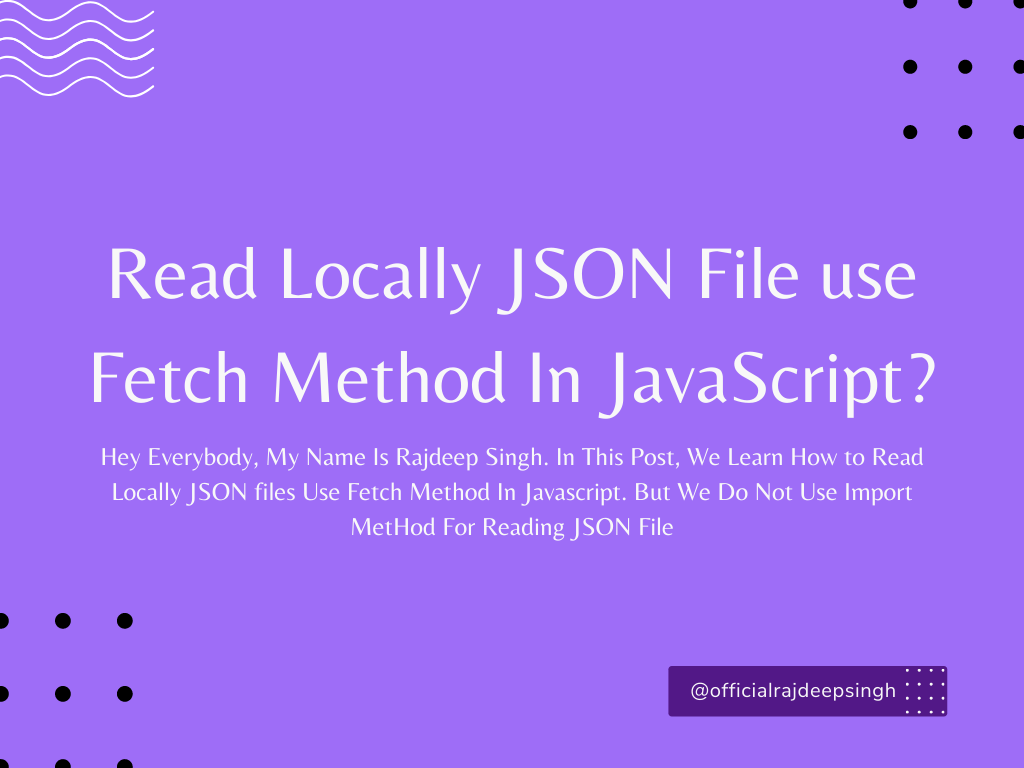 Read Locally JSON File use
Fetch Method In JavaScript?
Hey Everybody, My Name Is Rajdeep Singh. In This Post, We Learn How to Read
Locally JSON files Use Fetch Method In Javascript. But We Do Not Use Import
MetHod For Reading JSON File
@officialrajdeepsingh